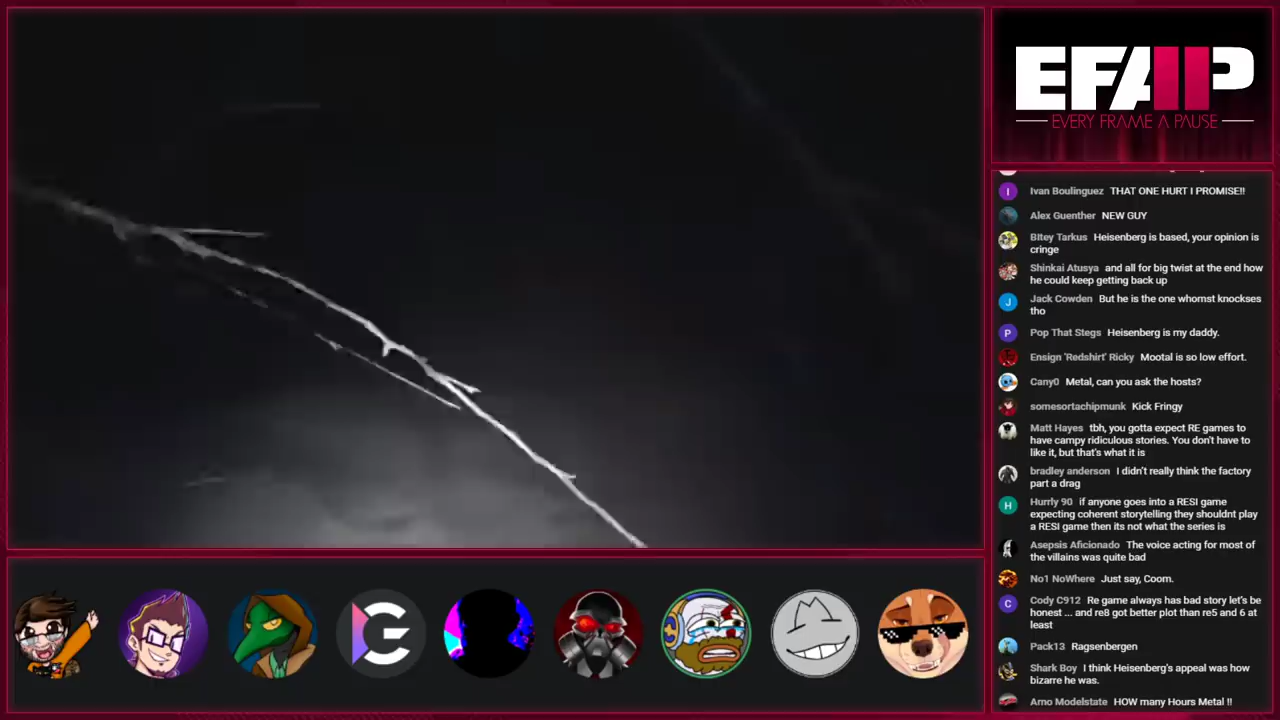 EFAP
EVERY FRAME A PAUSE
Ivan Boulinguez THAT ONE HURT I PROMISE!!
Alex Guenther NEW GUY
BItey Tarkus Heisenberg is based, your opinion is
cringe
Shinkai Atusya and all for big twist at the end how
he could keep getting back up
Jack Cowden But he is the one whomst knockses
tho
Pop That Stegs Heisenberg is my daddy.
Ensign 'Redshirt' Ricky Mootal is so low effort.
Cany0 Metal, can you ask the hosts?
somesortachipmunk Kick Fringy
Matt Hayes tbh, you gotta expect RE games to
have campy ridiculous stories. You don't have to
like it, but that's what it is
bradley anderson I didn't really think the factory
part a drag
Hurrly 90 if anyone goes into a RESI game
expecting coherent storytelling they shouldnt play
a RESI game then its not what the series is
Asepsis Aficionado The voice acting for most of
the villains was quite bad
No1 NoWhere Just say, Coom.
Cody C912 Re game always has bad story let's be
honest ... and re8 got better plot than re5 and 6 at
least
Pack13 Ragsenbergen
Shark Boy I think Heisenberg's appeal was how
bizarre he was.
Arno Modelstate HOW many Hours Metal !!